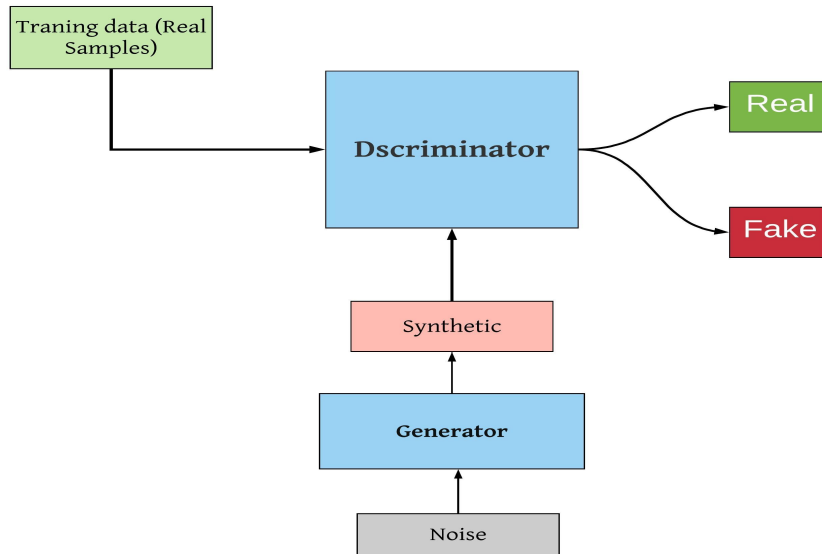 Traning data (Real
Samples)
Dscriminator
Real
Fake
Synthetic
Generator
Noise